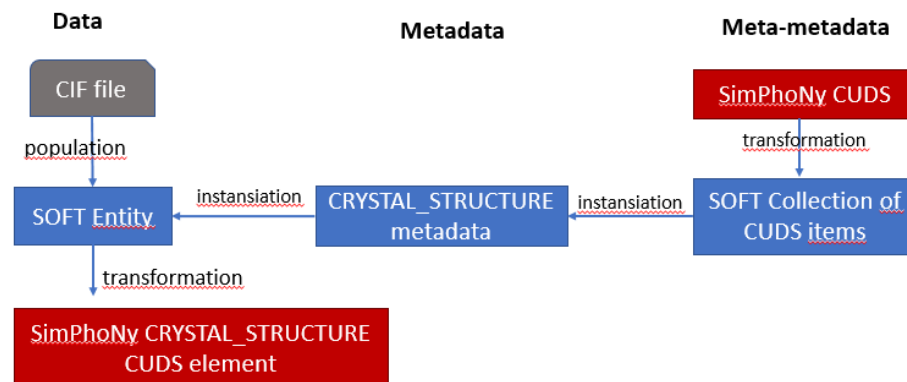 Data
Metadata
Meta-metadata
CIF file
SimPhoNy CUDS
population
transformation
SOFT Entity
instansiation
CRYSTAL_STRUCTURE
metadata
instansiation
SOFT Collection of
CUDS items
transformation
SimPhoNy CRYSTAL_STRUCTURE
CUDS element